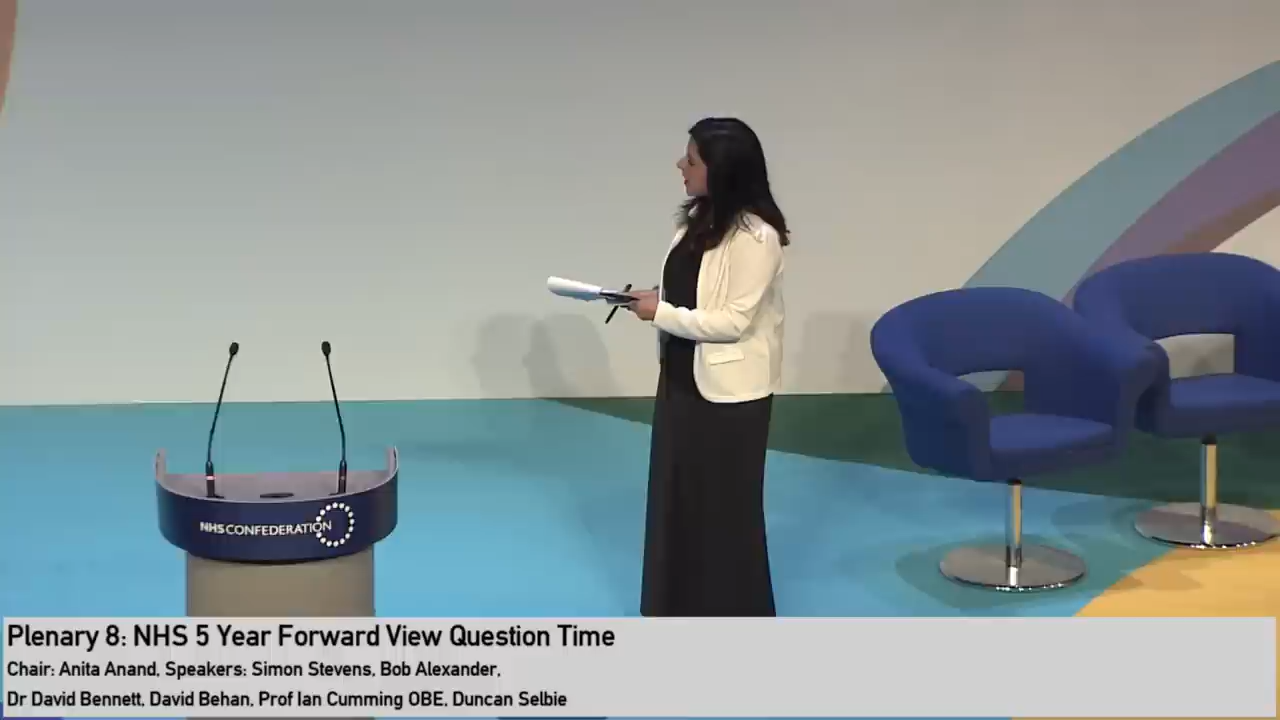 NHS CONFEDERATION
Plenary 8: NHS 5 Year Forward View Question Time
Chair: Anita Anand, Speakers: Simon Stevens, Bob Alexander,
Dr David Bennett, David Behan, Prof Ian Cumming OBE, Duncan Selbie